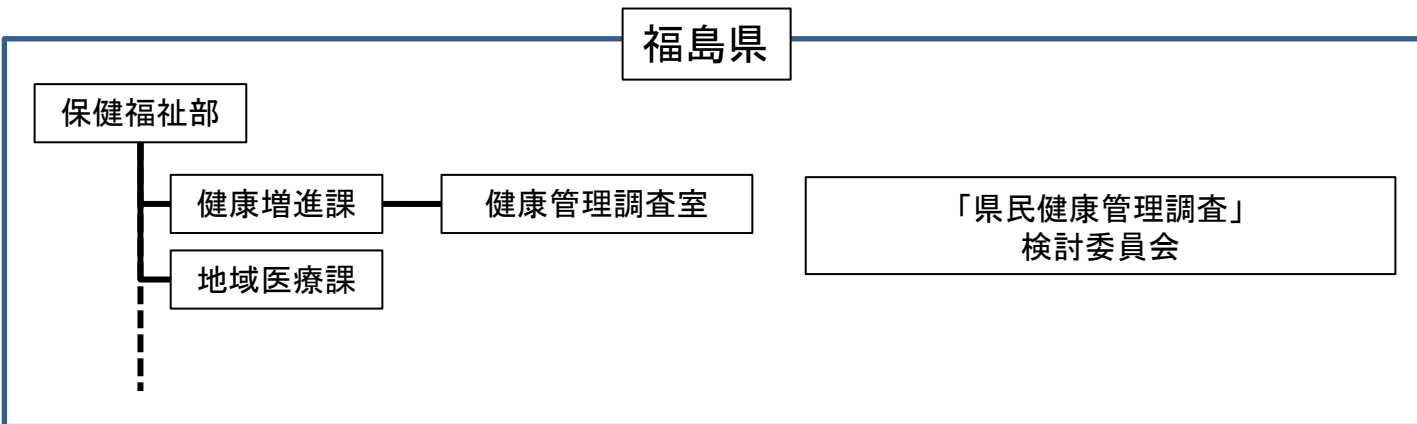 福島県
保健福祉部
健康増進課
健康管理調査室
「県民健康管理調査」
検討委員会
地域医療課